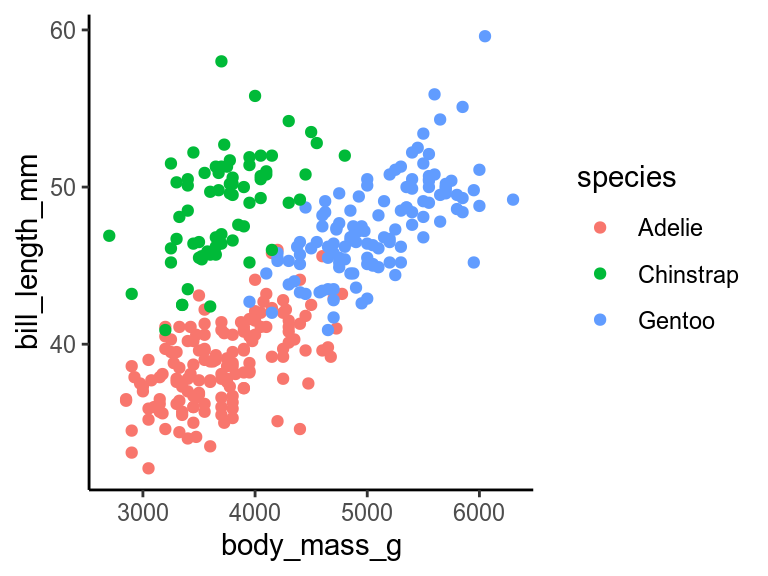 60
50
40
bill_length_mm
3000 4000 5000 6000
body_mass_g
species
Adelie
Chinstrap
Gentoo